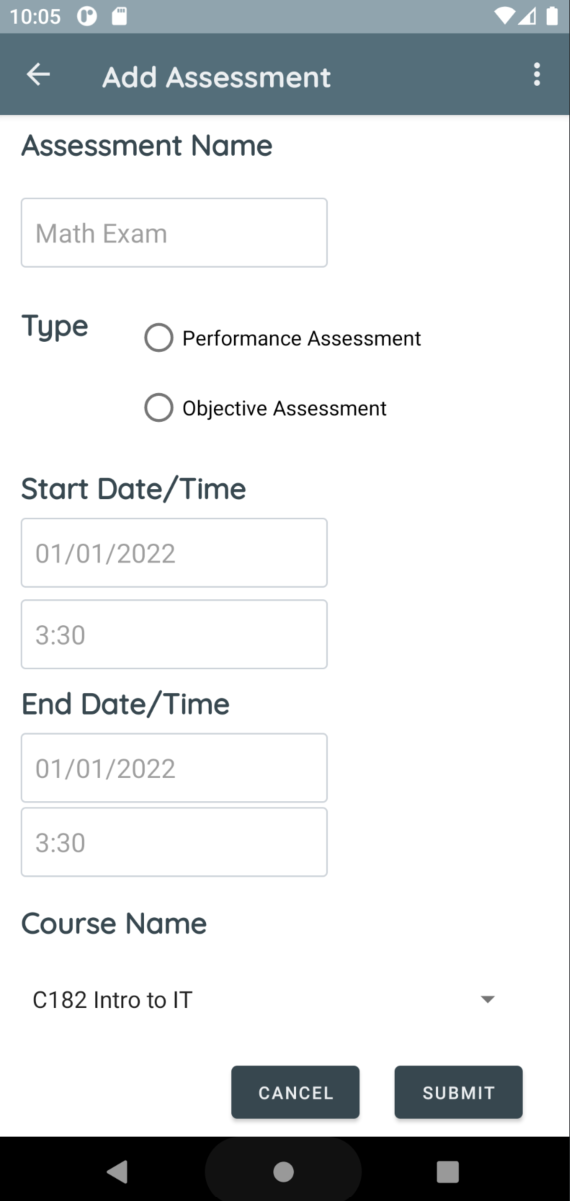 10:05
Add Assessment
Assessment Name
Math Exam
Type
Performance Assessment
Objective Assessment
Start Date/Time
01/01/2022
3:30
End Date/Time
01/01/2022
3:30
Course Name
C182 Intro to IT
CANCEL SUBMIT